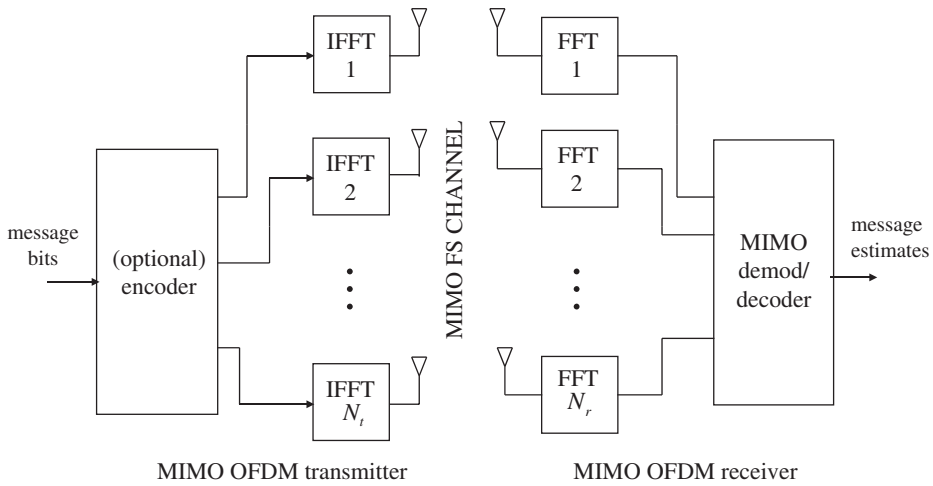 message
bits
(optional)
encoder
IFFT
1
IFFT
2
IFFT
N_t
MIMO FS CHANNEL
FFT
1
FFT
2
FFT
N_r
MIMO
demod/
decoder
message
estimates
MIMO OFDM transmitter
MIMO OFDM receiver